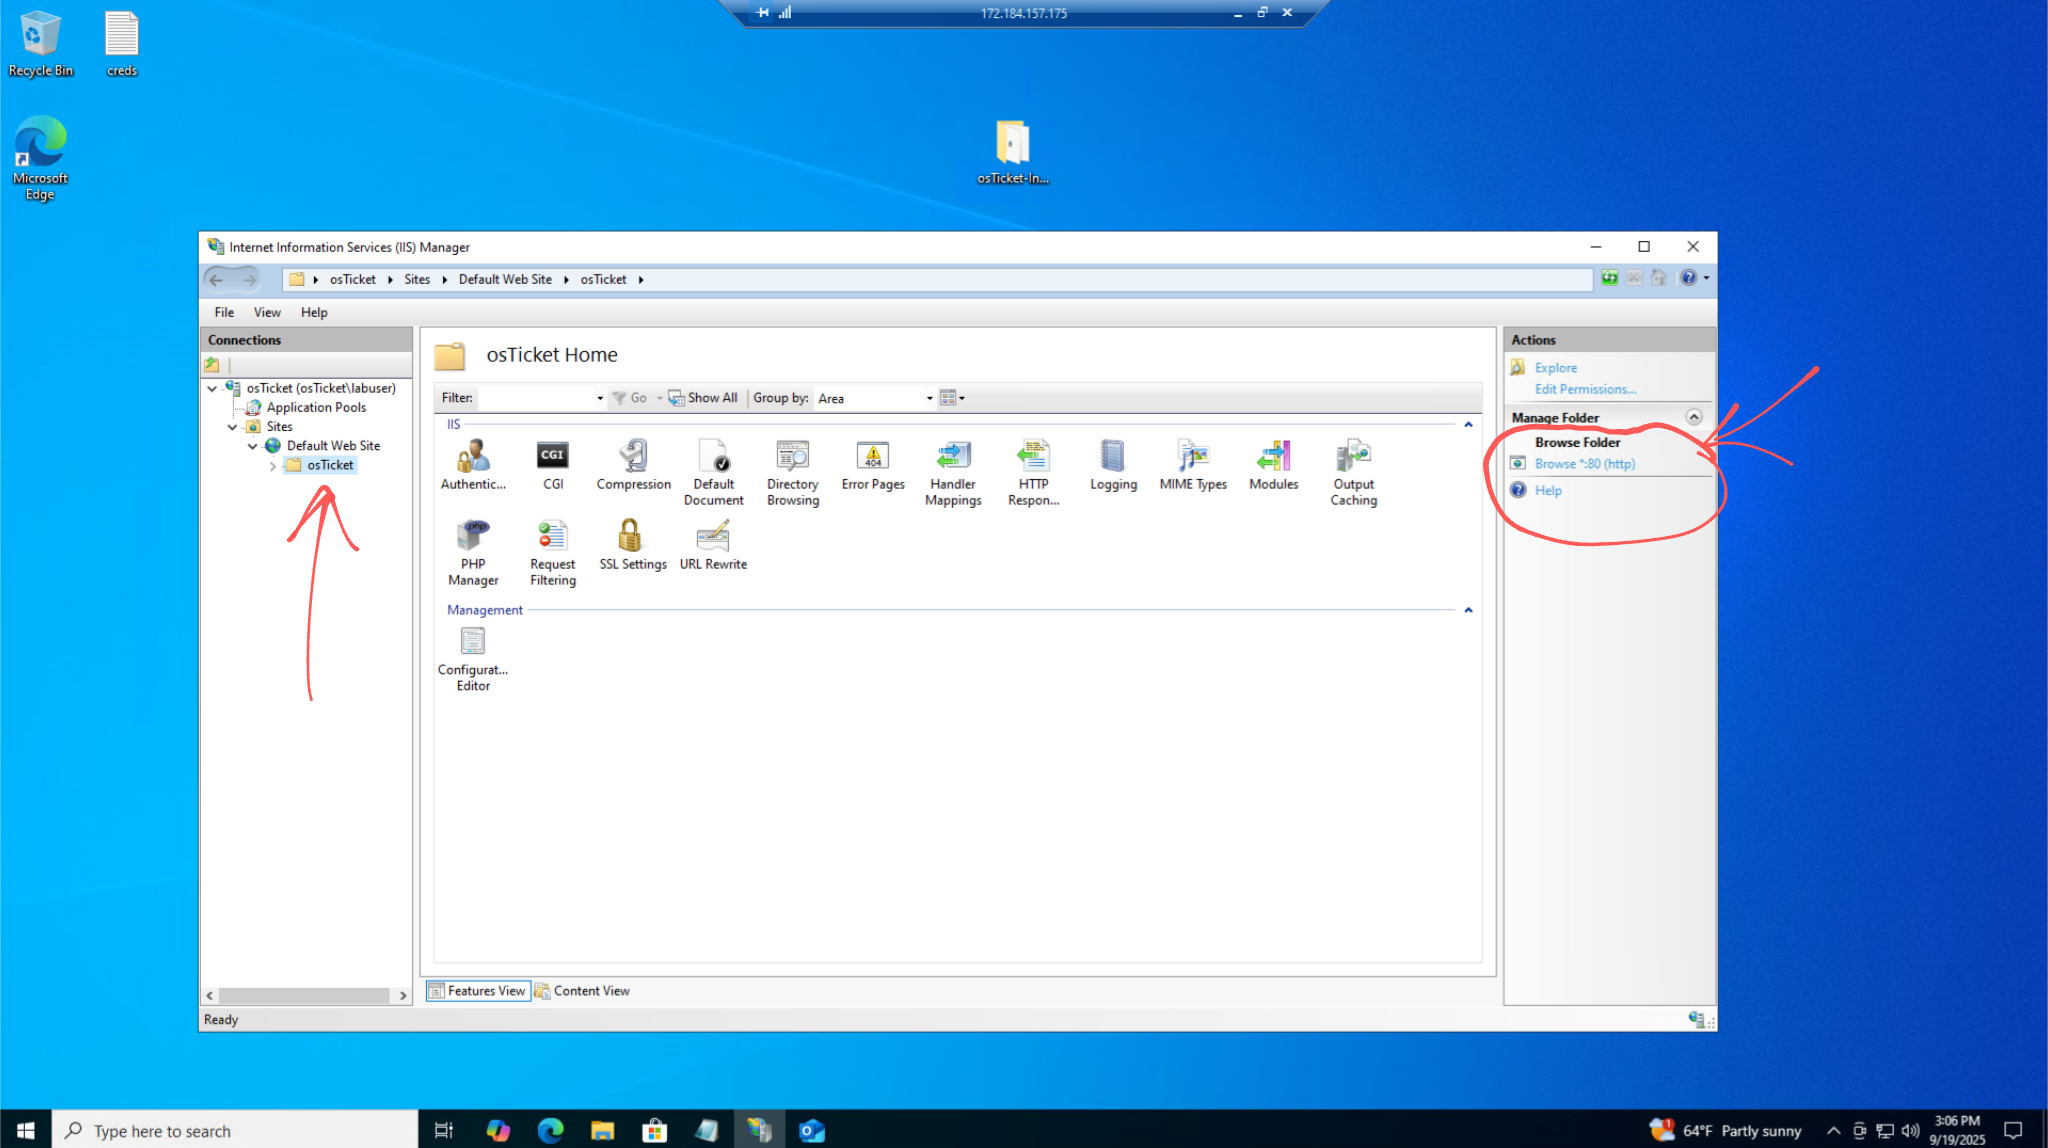 172.184.157.175
Recycle Bin
creds
Microsoft
Edge
osTicket-In...
Internet Information Services (IIS) Manager
osTicket
Sites
Default Web Site
osTicket
File
View
Help
Connections
osTicket (osTicket\labuser)
Application Pools
Sites
Default Web Site
osTicket
osTicket Home
Filter:
Go
Show All
Group by:
Area
IIS
Authentic...
CGI
CGI
Compression
Default
Document
Directory
Browsing
404
Error Pages
Handler
Mappings
HTTP
Respon...
Logging
MIME Types
Modules
Output
Caching
php
PHP
Manager
Request
Filtering
SSL Settings
URL Rewrite
Management
Configurat...
Editor
Actions
Explore
Edit Permissions...
Manage Folder
Browse Folder
Browse *:80 (http)
Help
Features View
Content View
Ready
Type here to search
1
64°F Partly sunny
3:06 PM
9/19/2025